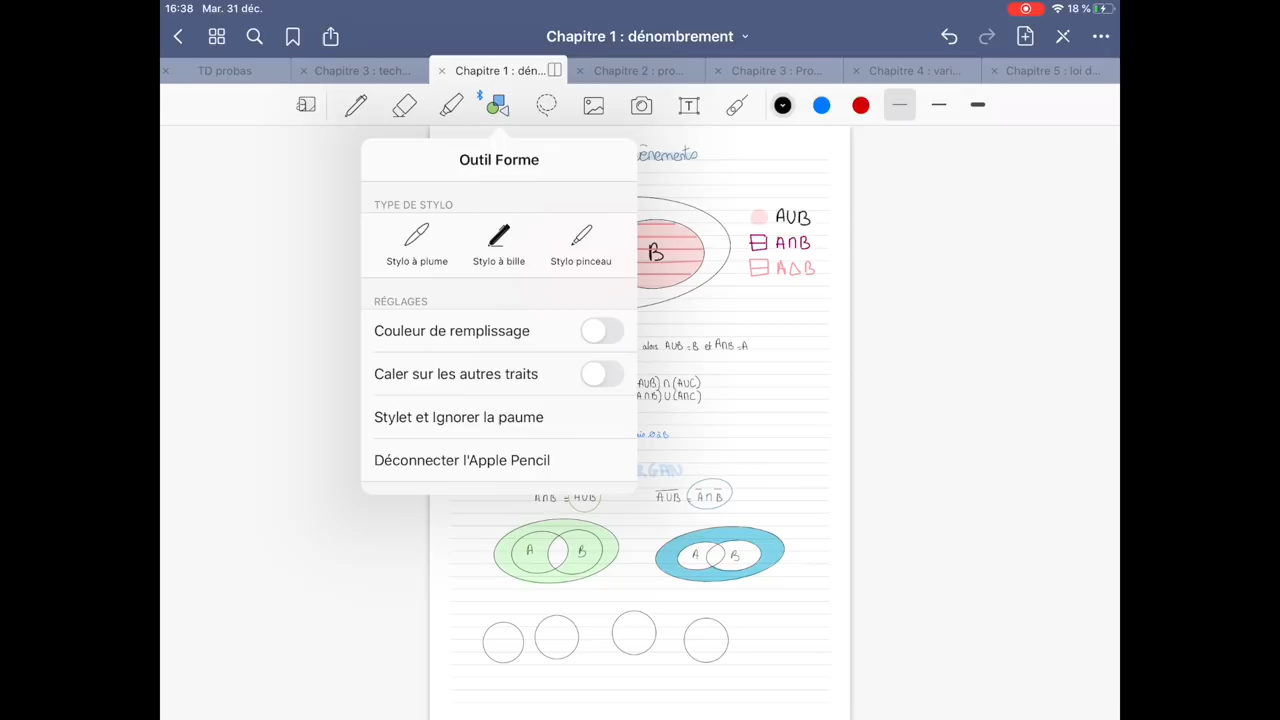 16:38 Mar. 31 déc.
18 %
Chapitre 1 : dénombrement
TD probas
Chapitre 3 : tech...
Chapitre 1 : dén...
Chapitre 2 : pro...
Chapitre 3 : Pro...
Chapitre 4 : vari...
Chapitre 5 : loi d...
T
Outil Forme
TYPE DE STYLO
Stylo à plume
Stylo à bille
Stylo pinceau
RÉGLAGES
Couleur de remplissage
Caler sur les autres traits
Stylet et Ignorer la paume
Déconnecter l'Apple Pencil
ènements
B
A∪B
A∩B
A∆B
alors A∪B = B et A∩B = A
A∪B) ∩ (A∪C)
A∩B) ∪ (A∩C)
RGAN
A∩B = A∪B
A̅∪̅B̅ = A̅∩B̅
A B
A B